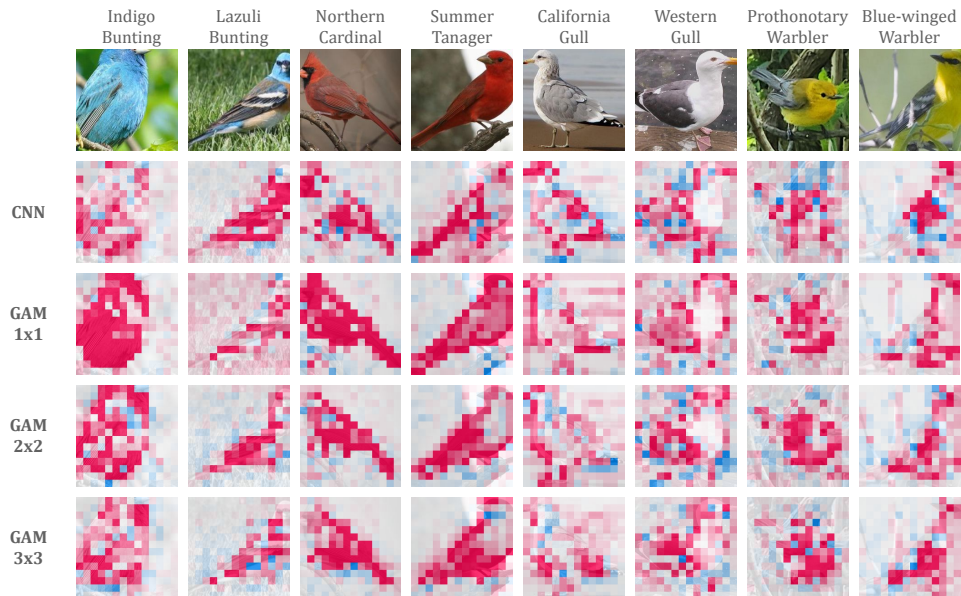 Indigo
Bunting
Lazuli
Bunting
Northern
Cardinal
Summer
Tanager
California
Gull
Western
Gull
Prothonotary
Warbler
Blue-winged
Warbler
CNN
GAM
1x1
GAM
2x2
GAM
3x3